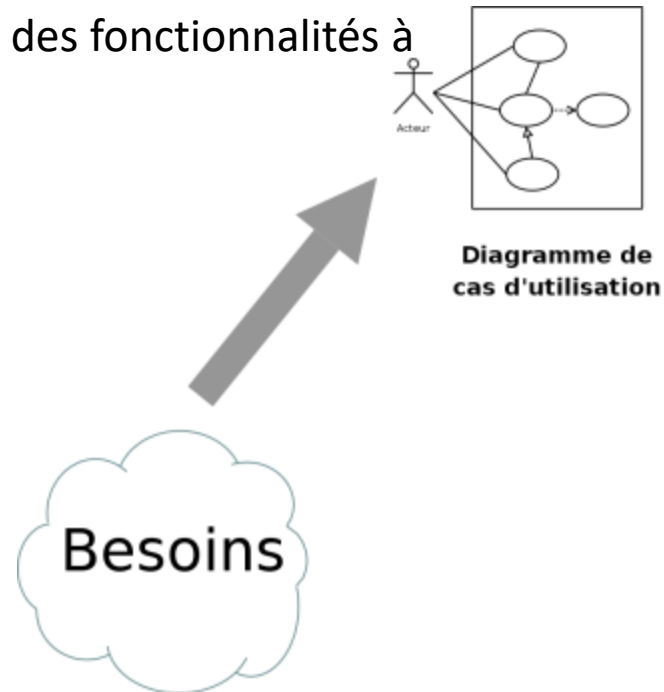 des fonctionnalités à
Acteur
Diagramme de
cas d'utilisation
Besoins